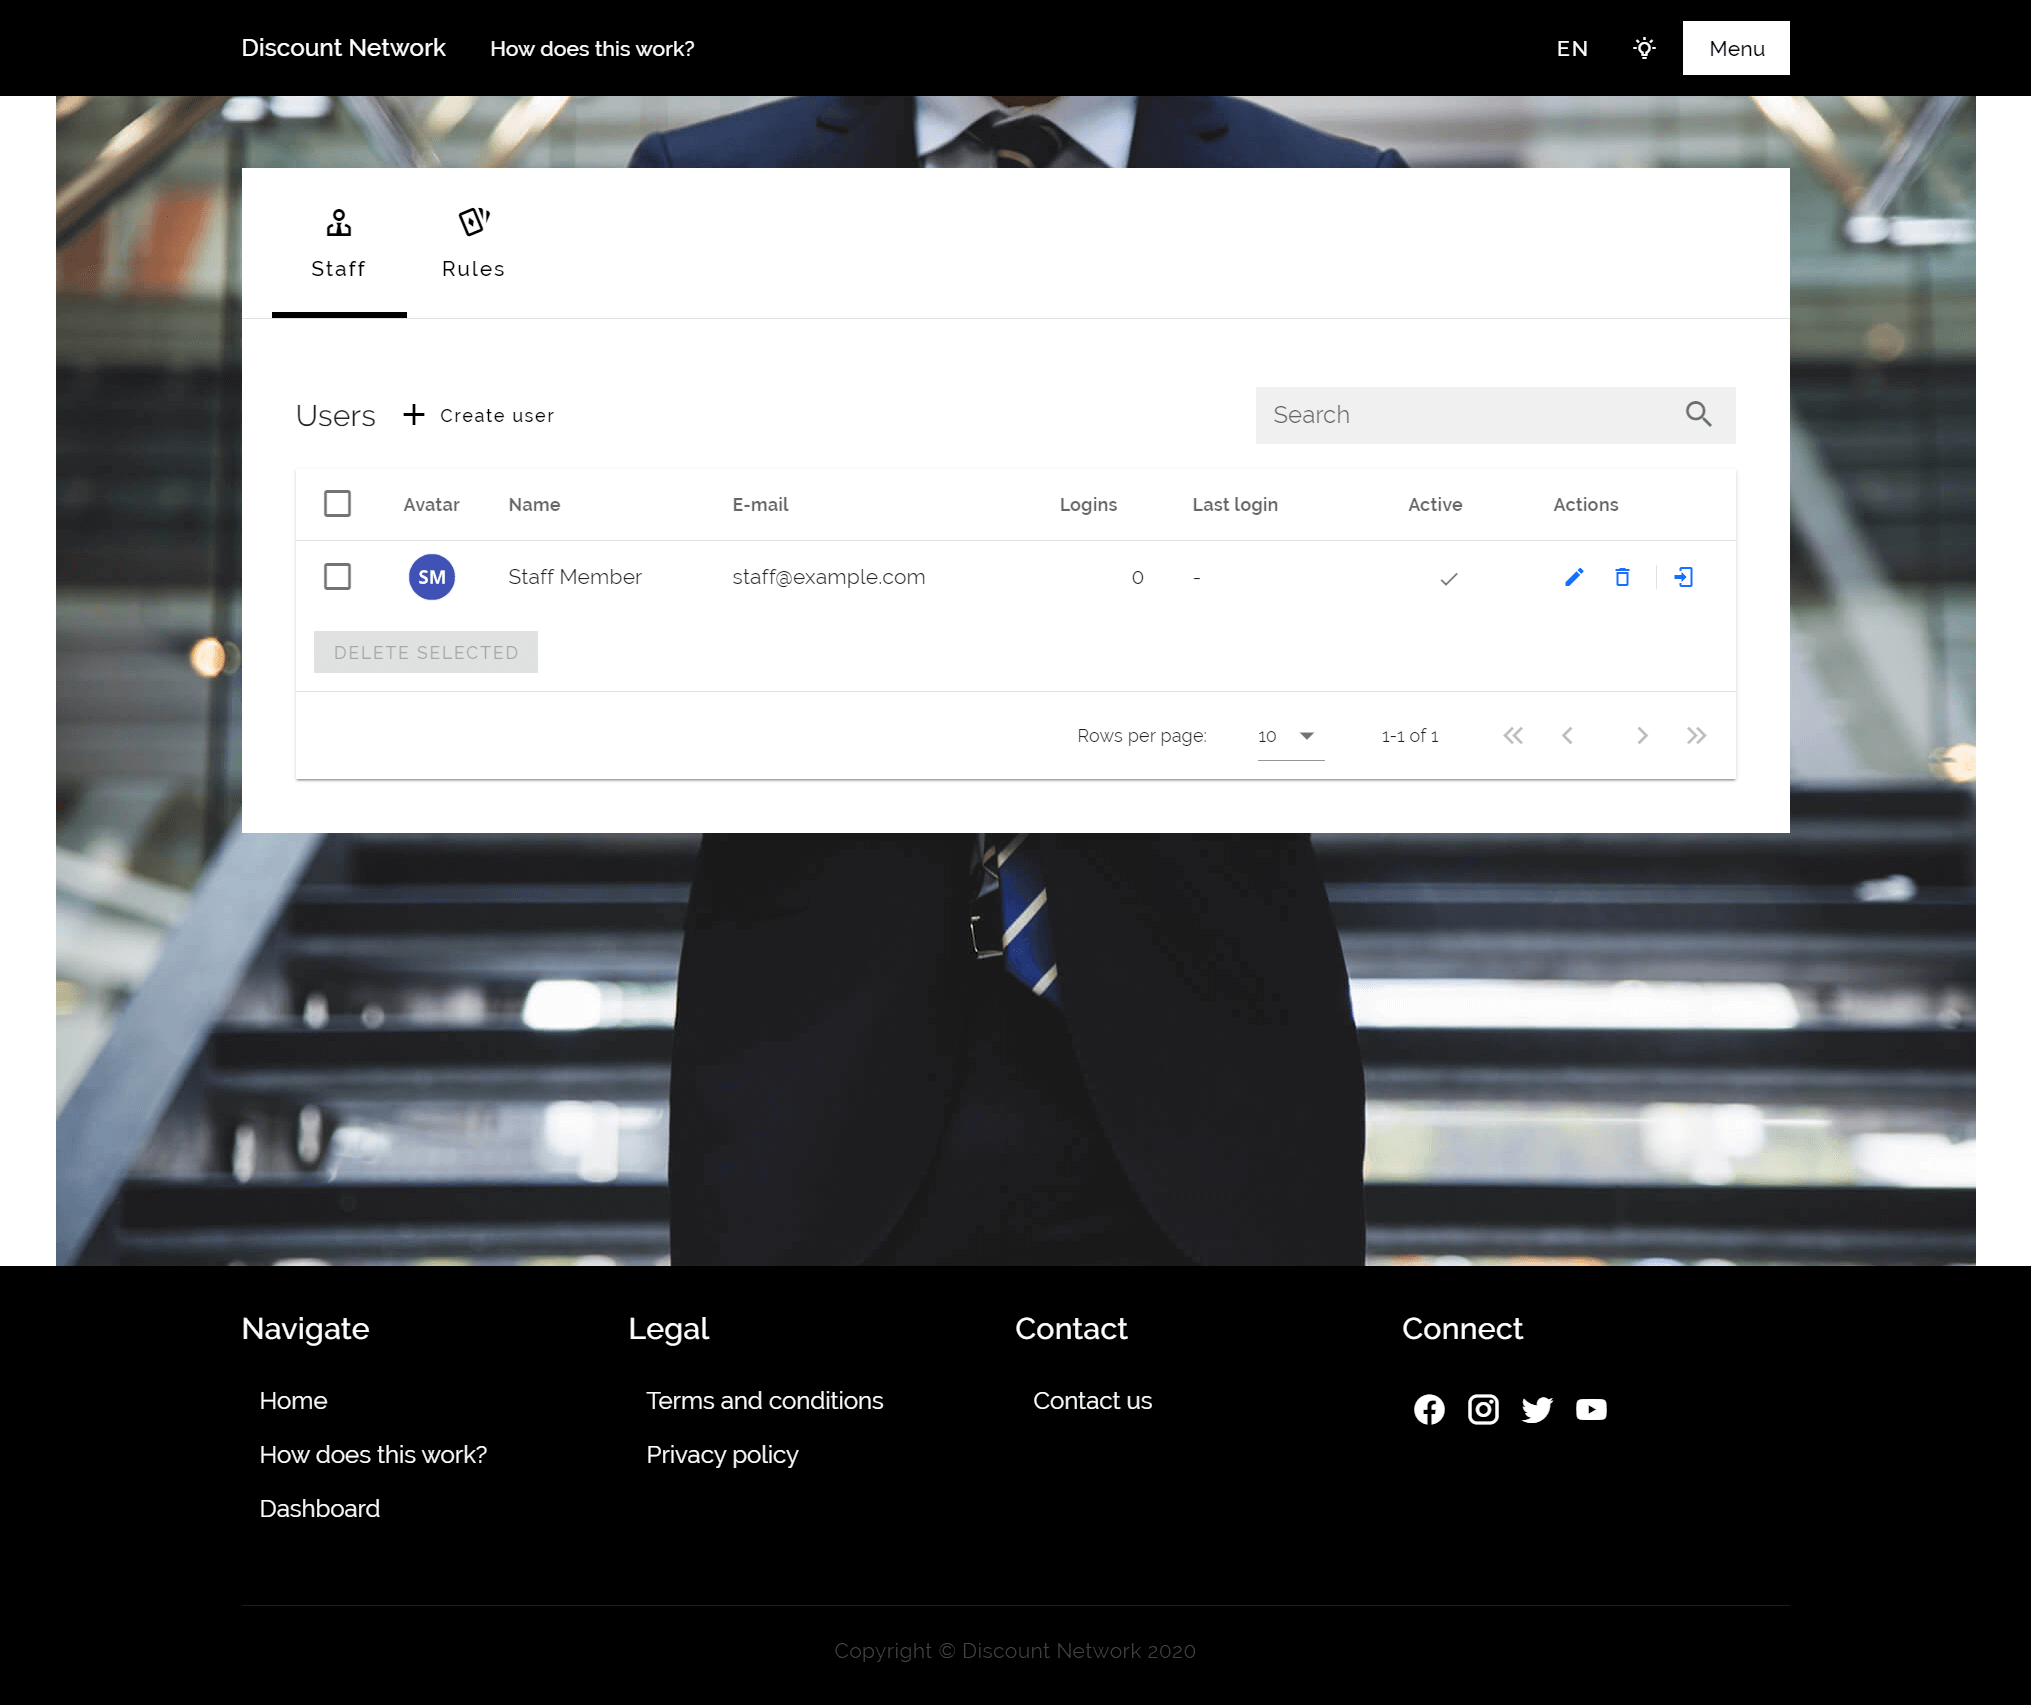 Discount Network How does this work? EN Menu
Staff Rules
Users Create user Search
Avatar Name E-mail Logins Last login Active Actions
SM Staff Member staff@example.com 0 -
DELETE SELECTED
Rows per page: 10 1-1 of 1
Navigate Legal Contact Connect
Home Terms and conditions Contact us
How does this work? Privacy policy
Dashboard
Copyright © Discount Network 2020